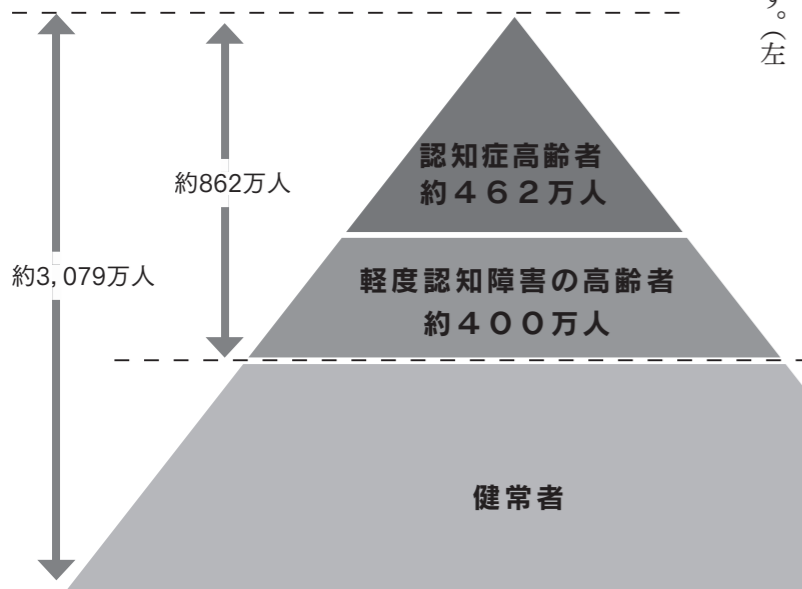 す。(左
認知症高齢者
約４６２万人
約862万人
軽度認知障害の高齢者
約４００万人
約3,079万人
健常者